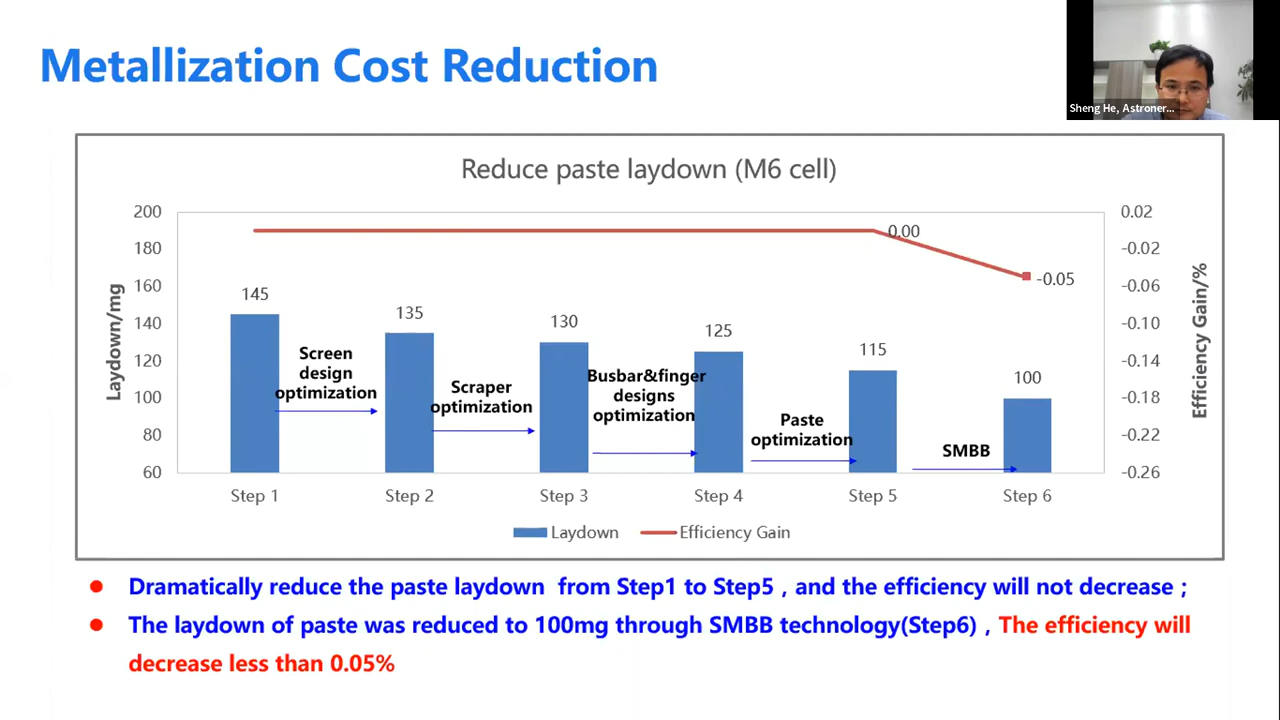 Metallization Cost Reduction
Sheng He, Astroner...
Reduce paste laydown (M6 cell)
200
180
160
140
120
100
80
60
Laydown/mg
0.02
-0.02
-0.06
-0.10
-0.14
-0.18
-0.22
-0.26
Efficiency Gain/%
0.00
-0.05
145
135
130
125
115
100
Screen
design
optimization
Scraper
optimization
Busbar&finger
designs
optimization
Paste
optimization
SMBB
Step 1
Step 2
Step 3
Step 4
Step 5
Step 6
Laydown
Efficiency Gain
● Dramatically reduce the paste laydown from Step1 to Step5 , and the efficiency will not decrease ;
● The laydown of paste was reduced to 100mg through SMBB technology(Step6) , The efficiency will
decrease less than 0.05%